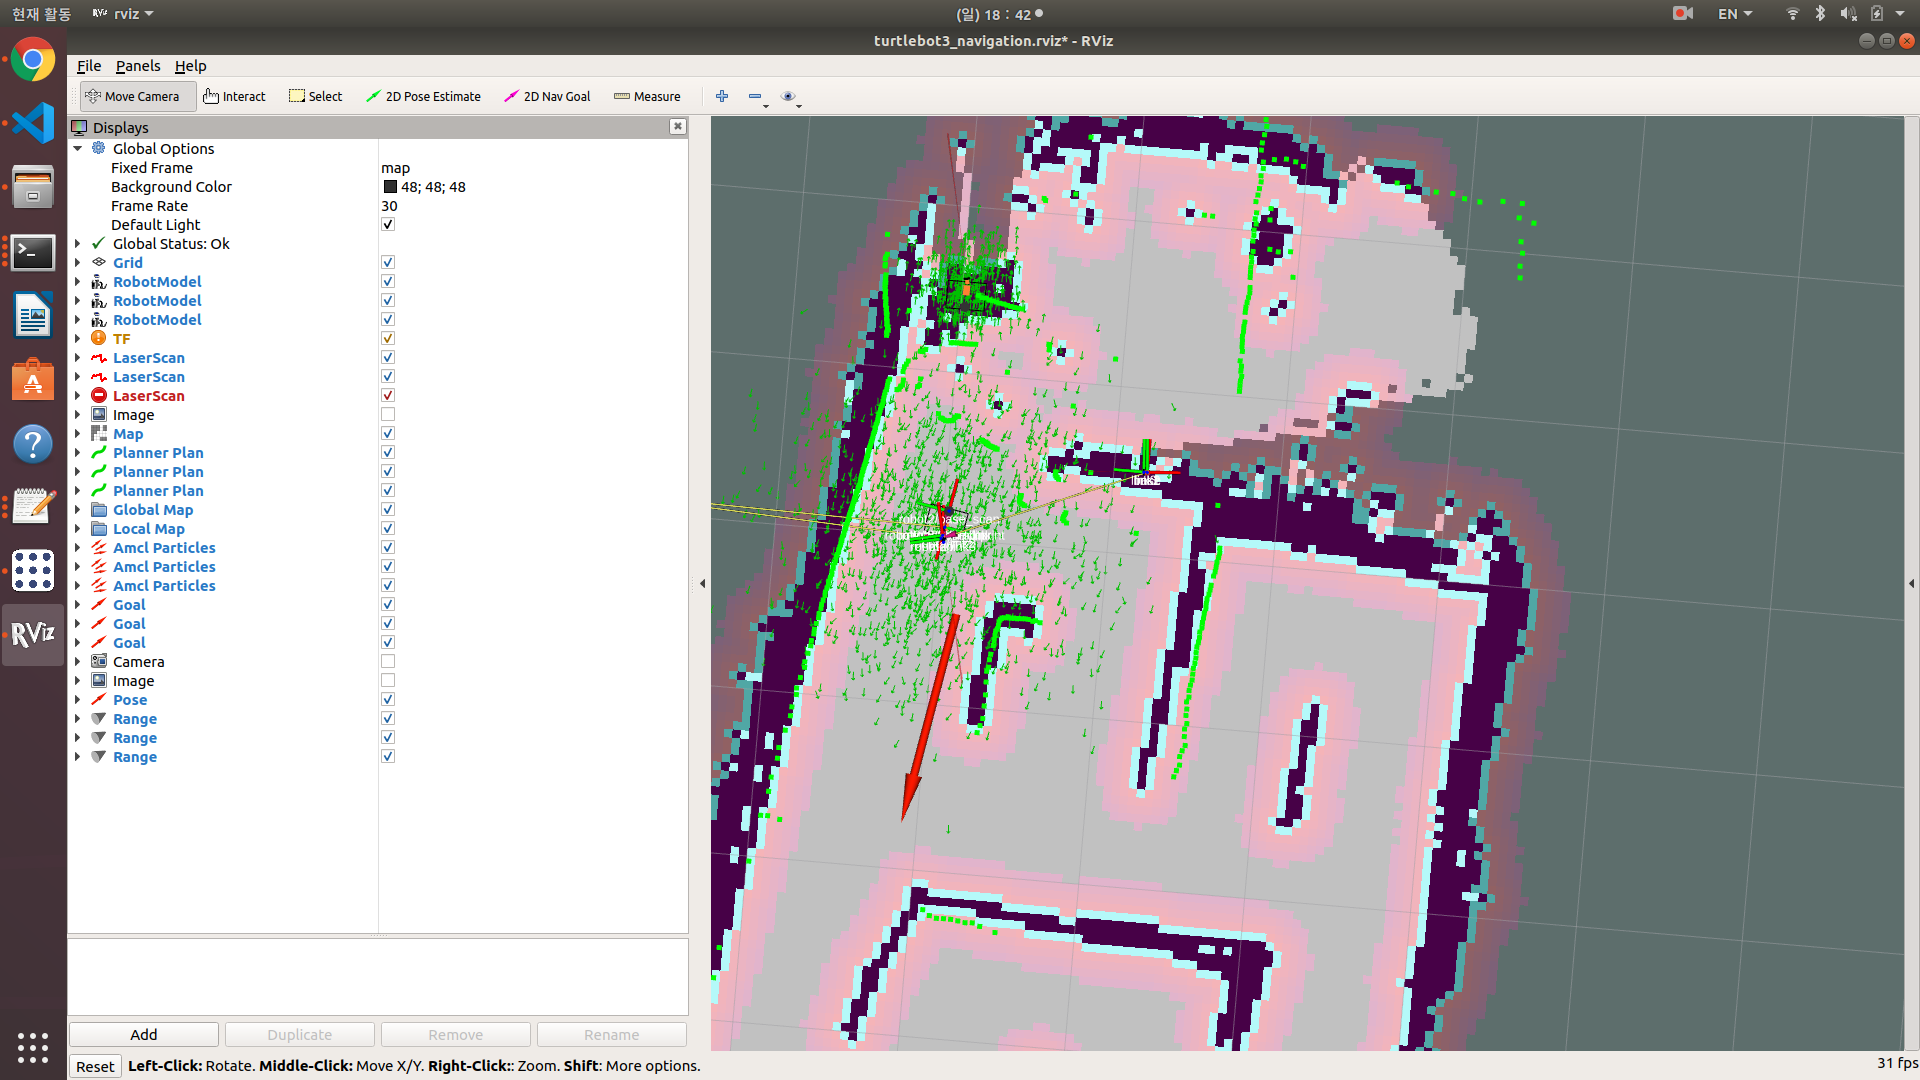 현재 활동
rviz
(일) 18 : 42
EN
turtlebot3_navigation.rviz* - RViz
File Panels Help
Move Camera Interact Select 2D Pose Estimate 2D Nav Goal Measure
Displays
Global Options
Fixed Frame map
Background Color 48; 48; 48
Frame Rate 30
Default Light
Global Status: Ok
Grid
RobotModel
RobotModel
RobotModel
TF
LaserScan
LaserScan
LaserScan
Image
Map
Planner Plan
Planner Plan
Planner Plan
Global Map
Local Map
Amcl Particles
Amcl Particles
Amcl Particles
Goal
Goal
Goal
Camera
Image
Pose
Range
Range
Range
RViz
Add Duplicate Remove Rename
Reset Left-Click: Rotate. Middle-Click: Move X/Y. Right-Click:: Zoom. Shift: More options.
31 fps